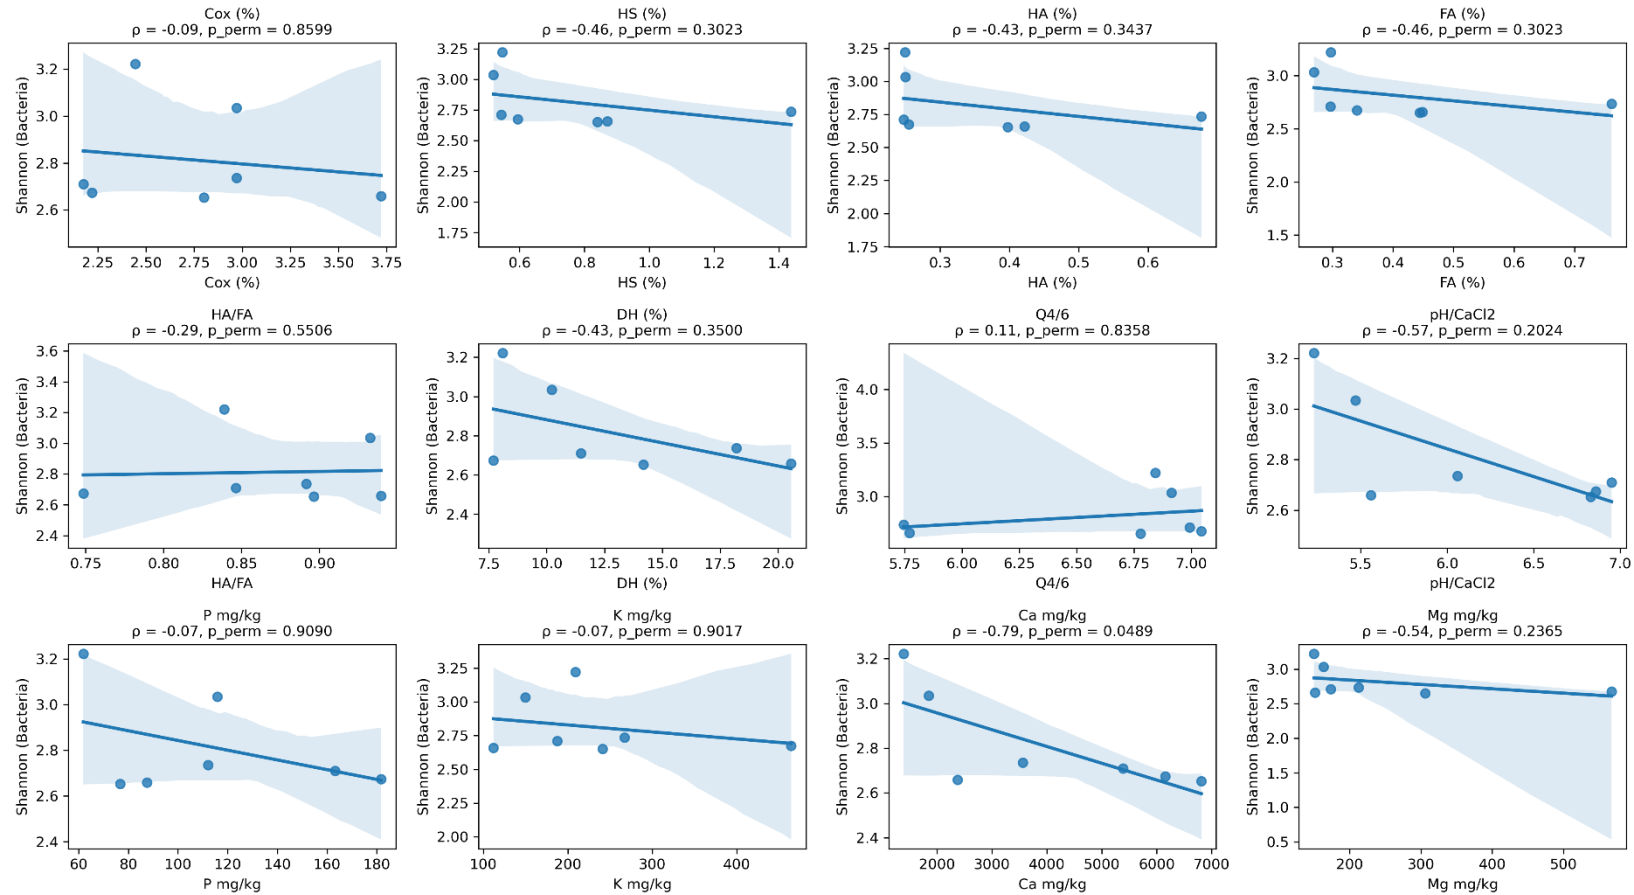 Cox (%)
ρ = -0.09, p_perm = 0.8599
Shannon (Bacteria)
3.2
3.0
2.8
2.6
2.25 2.50 2.75 3.00 3.25 3.50 3.75
Cox (%)
HS (%)
ρ = -0.46, p_perm = 0.3023
Shannon (Bacteria)
3.25
3.00
2.75
2.50
2.25
2.00
1.75
0.6 0.8 1.0 1.2 1.4
HS (%)
HA (%)
ρ = -0.43, p_perm = 0.3437
Shannon (Bacteria)
3.25
3.00
2.75
2.50
2.25
2.00
1.75
0.3 0.4 0.5 0.6
HA (%)
FA (%)
ρ = -0.46, p_perm = 0.3023
Shannon (Bacteria)
3.0
2.5
2.0
1.5
0.3 0.4 0.5 0.6 0.7
FA (%)
HA/FA
ρ = -0.29, p_perm = 0.5506
Shannon (Bacteria)
3.6
3.4
3.2
3.0
2.8
2.6
2.4
0.75 0.80 0.85 0.90
HA/FA
DH (%)
ρ = -0.43, p_perm = 0.3500
Shannon (Bacteria)
3.2
3.0
2.8
2.6
2.4
7.5 10.0 12.5 15.0 17.5 20.0
DH (%)
Q4/6
ρ = 0.11, p_perm = 0.8358
Shannon (Bacteria)
4.0
3.5
3.0
5.75 6.00 6.25 6.50 6.75 7.00
Q4/6
pH/CaCl2
ρ = -0.57, p_perm = 0.2024
Shannon (Bacteria)
3.2
3.0
2.8
2.6
5.5 6.0 6.5 7.0
pH/CaCl2
P mg/kg
ρ = -0.07, p_perm = 0.9090
Shannon (Bacteria)
3.2
3.0
2.8
2.6
2.4
60 80 100 120 140 160 180
P mg/kg
K mg/kg
ρ = -0.07, p_perm = 0.9017
Shannon (Bacteria)
3.25
3.00
2.75
2.50
2.25
2.00
100 200 300 400
K mg/kg
Ca mg/kg
ρ = -0.79, p_perm = 0.0489
Shannon (Bacteria)
3.2
3.0
2.8
2.6
2.4
2000 3000 4000 5000 6000 7000
Ca mg/kg
Mg mg/kg
ρ = -0.54, p_perm = 0.2365
Shannon (Bacteria)
3.0
2.5
2.0
1.5
1.0
0.5
200 300 400 500
Mg mg/kg